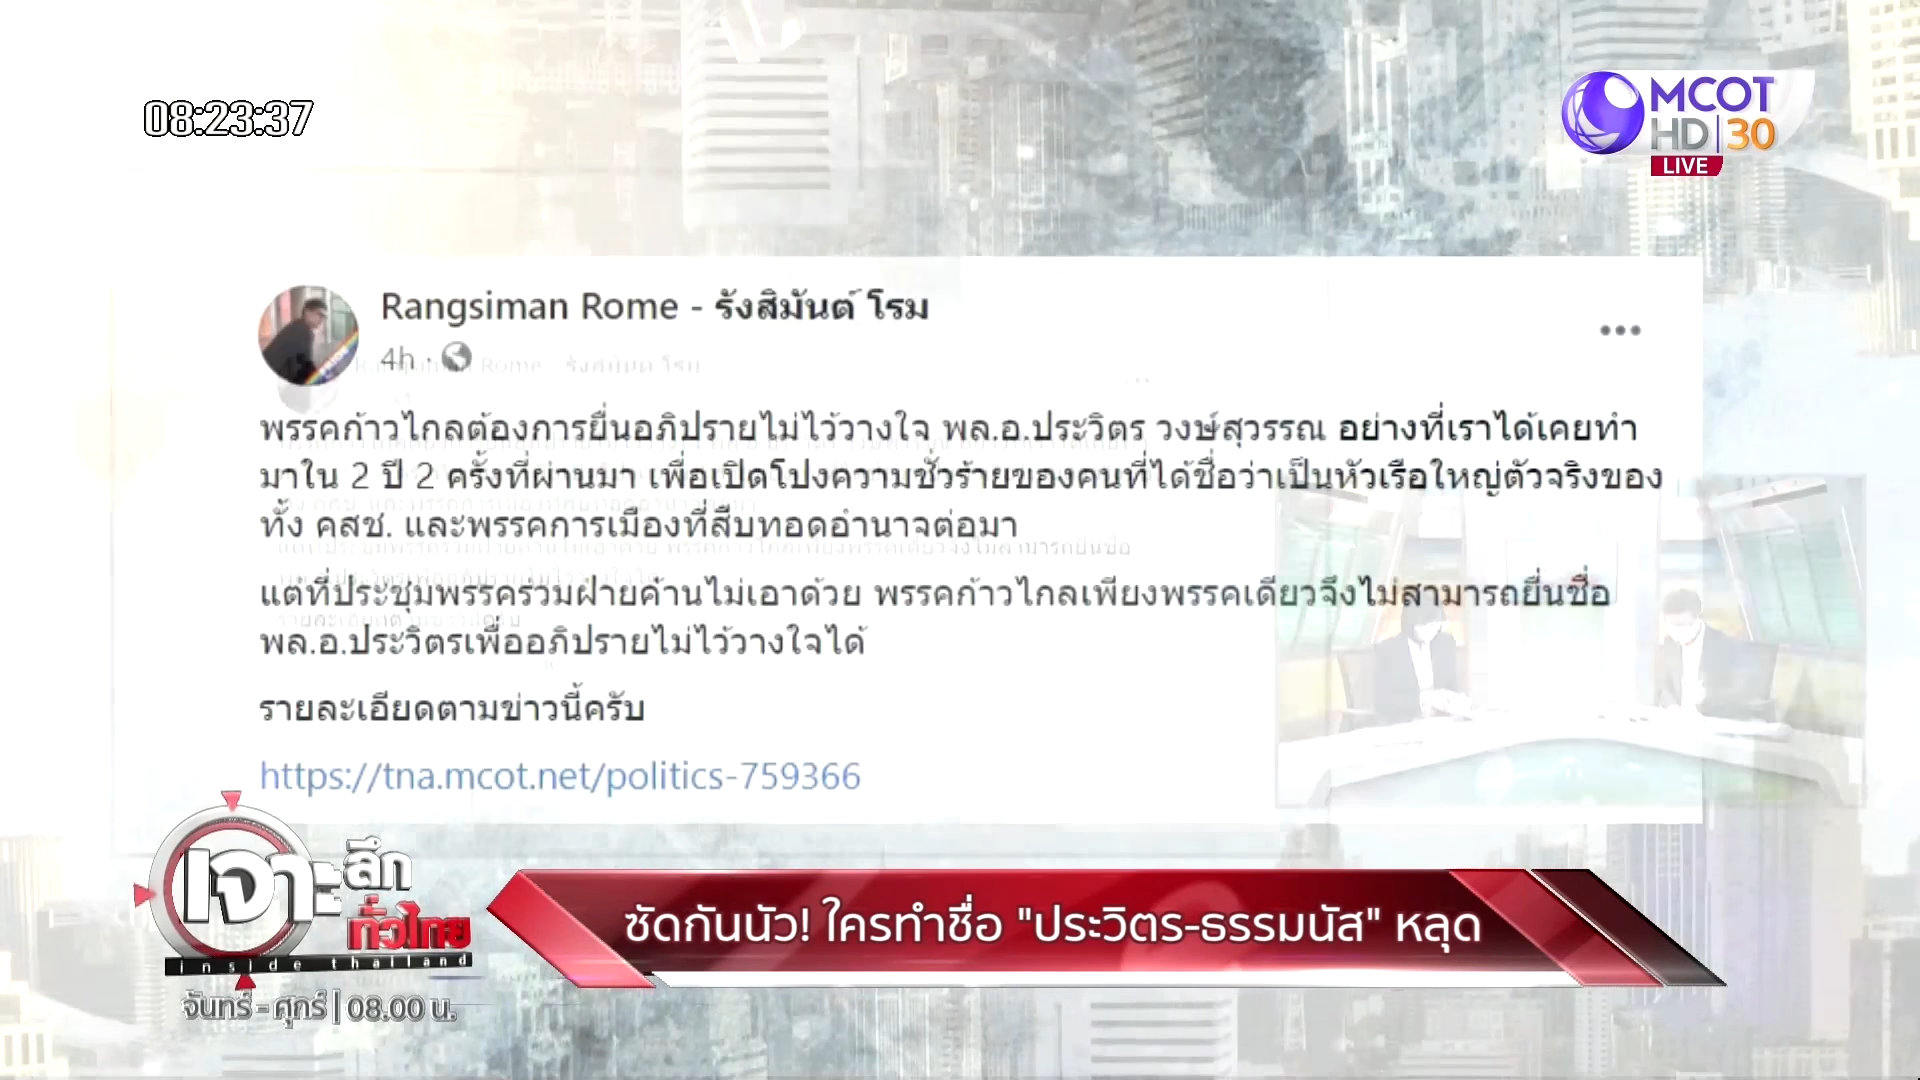 08:23:37
MCOT
HD 30
LIVE
Rangsiman Rome - รังสิมันต์ โรม
4h ·
พรรคก้าวไกลต้องการยื่นอภิปรายไม่ไว้วางใจ พล.อ.ประวิตร วงษ์สุวรรณ อย่างที่เราได้เคยทำ
มาใน 2 ปี 2 ครั้งที่ผ่านมา เพื่อเปิดโปงความชั่วร้ายของคนที่ได้ชื่อว่าเป็นหัวเรือใหญ่ตัวจริงของ
ทั้ง คสช. และพรรคการเมืองที่สืบทอดอำนาจต่อมา
แต่ที่ประชุมพรรคร่วมฝ่ายค้านไม่เอาด้วย พรรคก้าวไกลเพียงพรรคเดียวจึงไม่สามารถยื่นชื่อ
พล.อ.ประวิตรเพื่ออภิปรายไม่ไว้วางใจได้
รายละเอียดตามข่าวนี้ครับ
https://tna.mcot.net/politics-759366
เจาะลึก
ทั่วไทย
inside thailand
จันทร์ - ศุกร์ | 08.00 น.
ซัดกันนัว! ใครทำชื่อ "ประวิตร-ธรรมนัส" หลุด